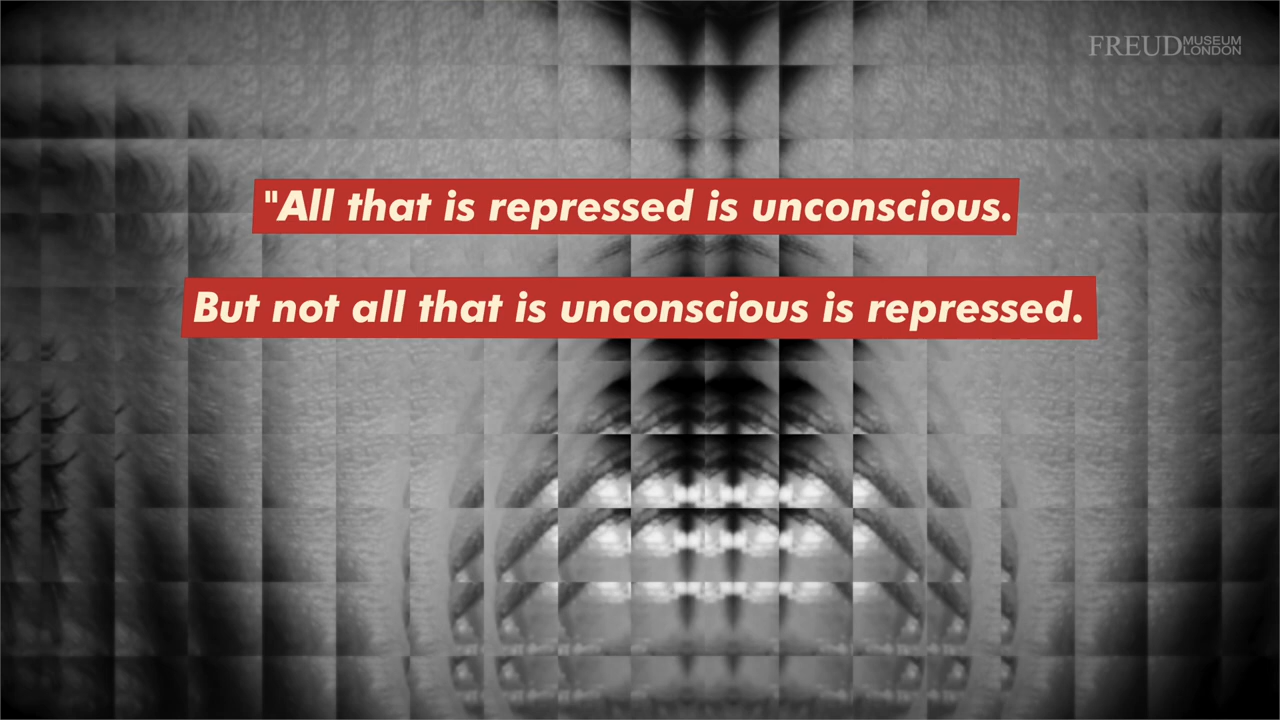 FREUD MUSEUM
LONDON
"All that is repressed is unconscious.
But not all that is unconscious is repressed.